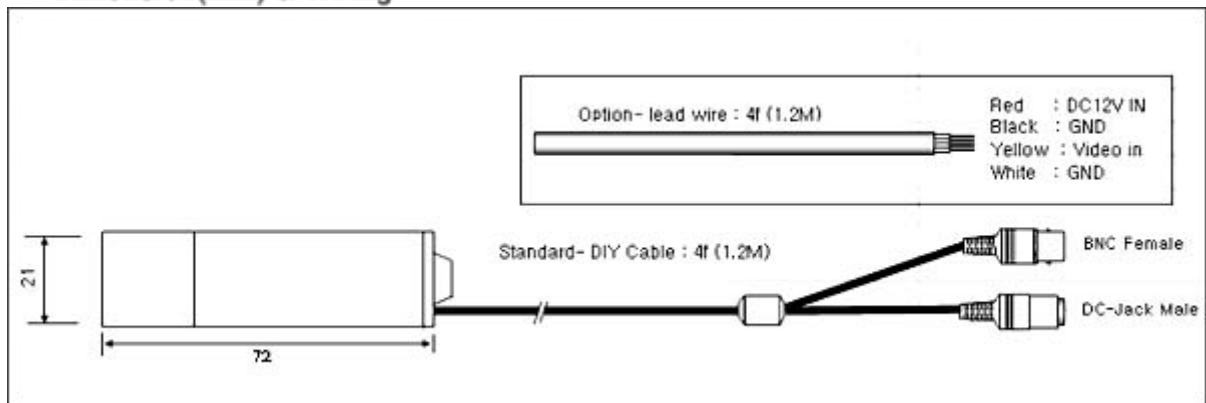 Option- lead wire : 4f (1.2M)
Red : DC12V IN
Black : GND
Yellow : Video in
White : GND
Standard- DIY Cable : 4f (1.2M)
BNC Female
DC-Jack Male
21
72